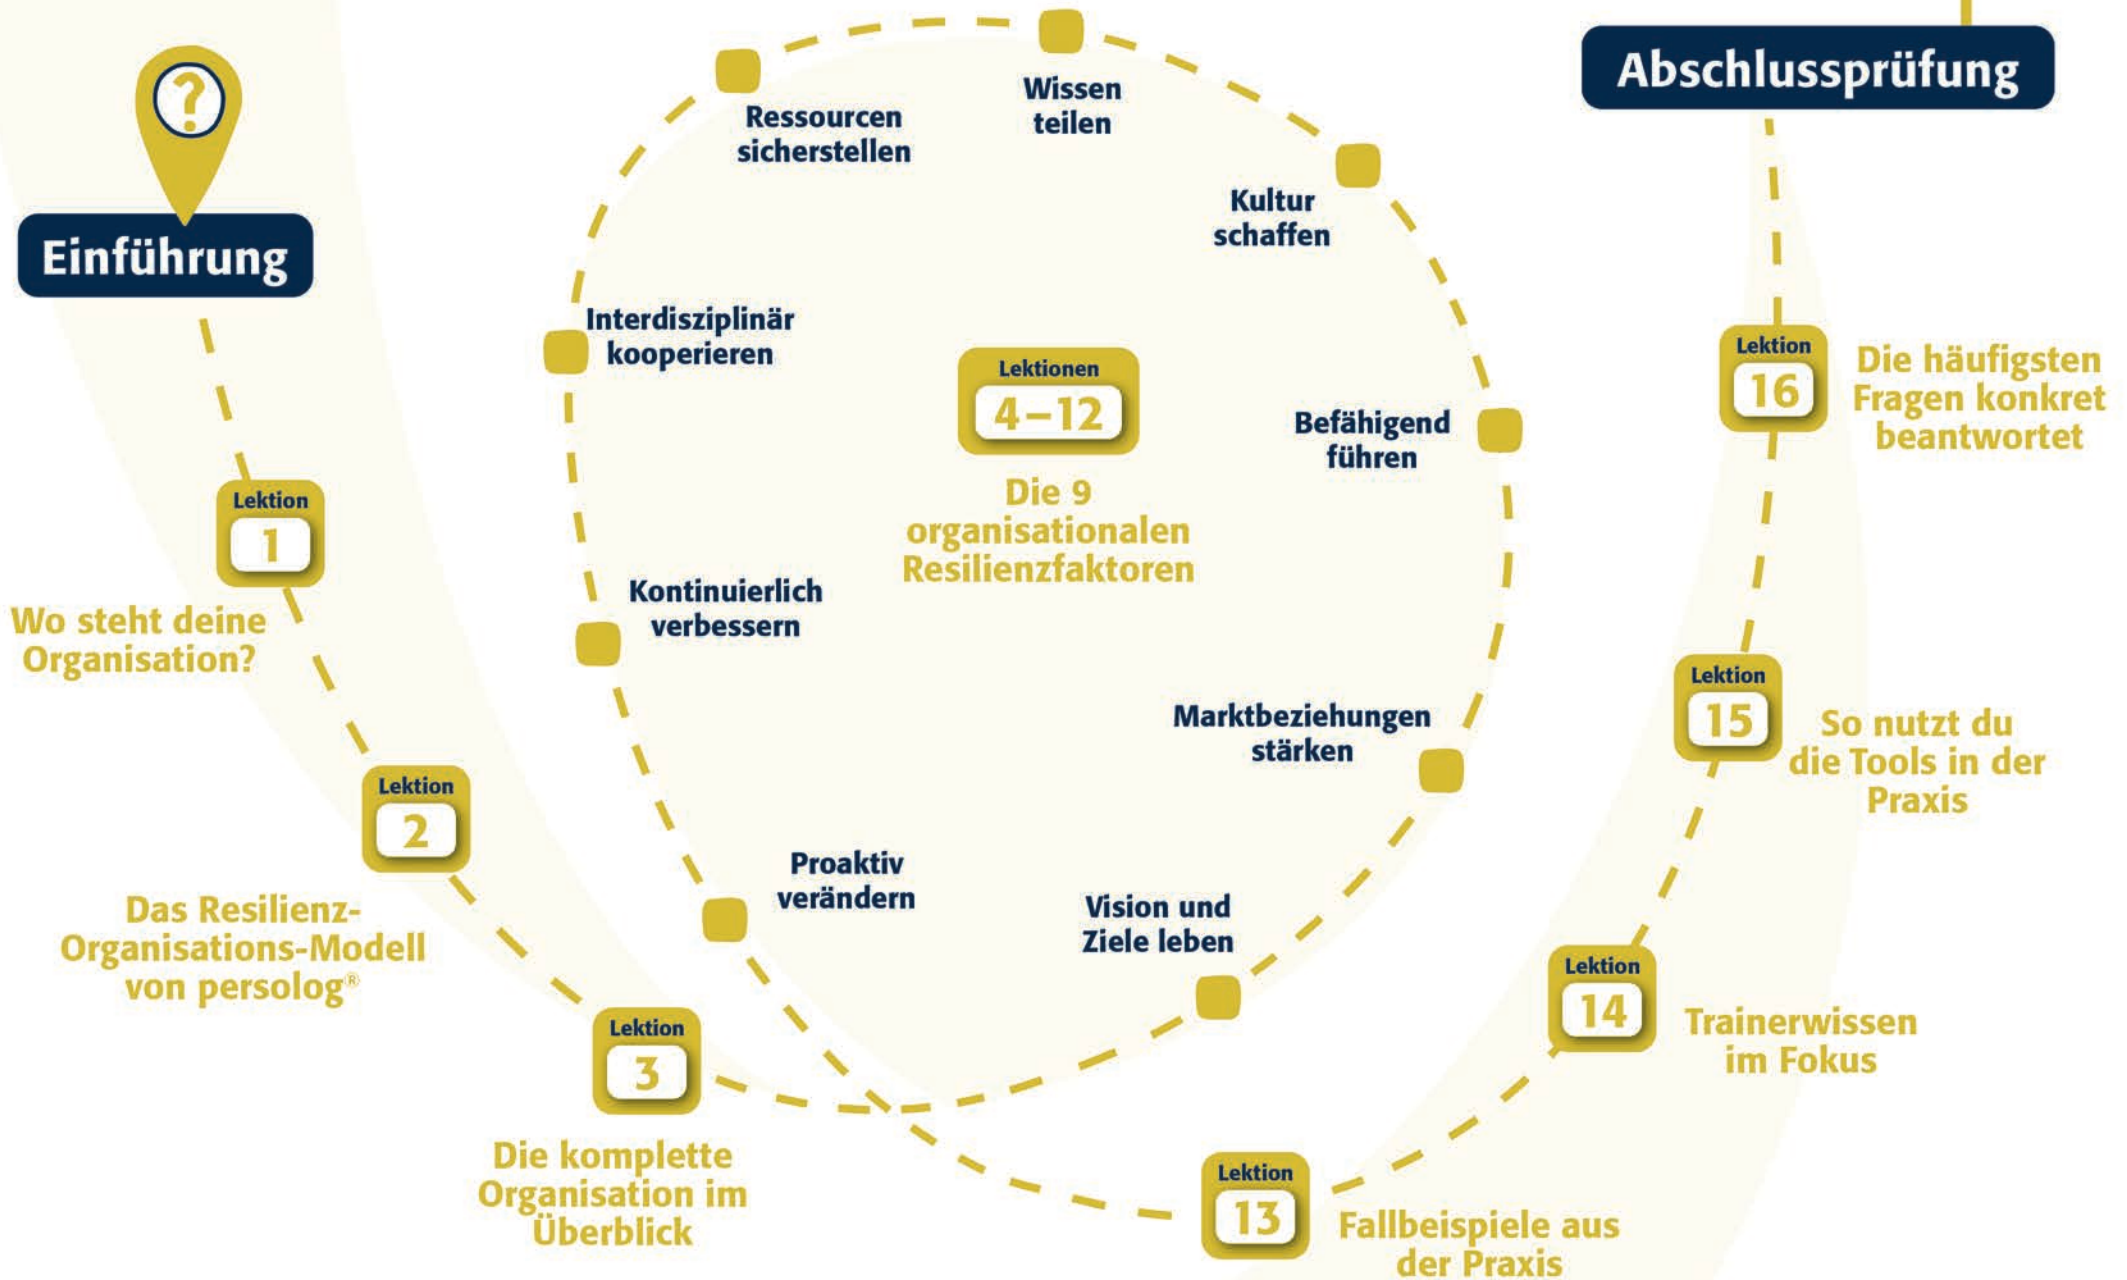 Einführung
Lektion
1
Wo steht deine
Organisation?
Lektion
2
Das Resilienz-
Organisations-Modell
von persolog®
Lektion
3
Die komplette
Organisation im
Überblick
Lektionen
4–12
Die 9
organisationalen
Resilienzfaktoren
Vision und
Ziele leben
Marktbeziehungen
stärken
Befähigend
führen
Kultur
schaffen
Wissen
teilen
Ressourcen
sicherstellen
Interdisziplinär
kooperieren
Kontinuierlich
verbessern
Proaktiv
verändern
Lektion
13
Fallbeispiele aus
der Praxis
Lektion
14
Trainerwissen
im Fokus
Lektion
15
So nutzt du
die Tools in der
Praxis
Lektion
16
Die häufigsten
Fragen konkret
beantwortet
Abschlussprüfung